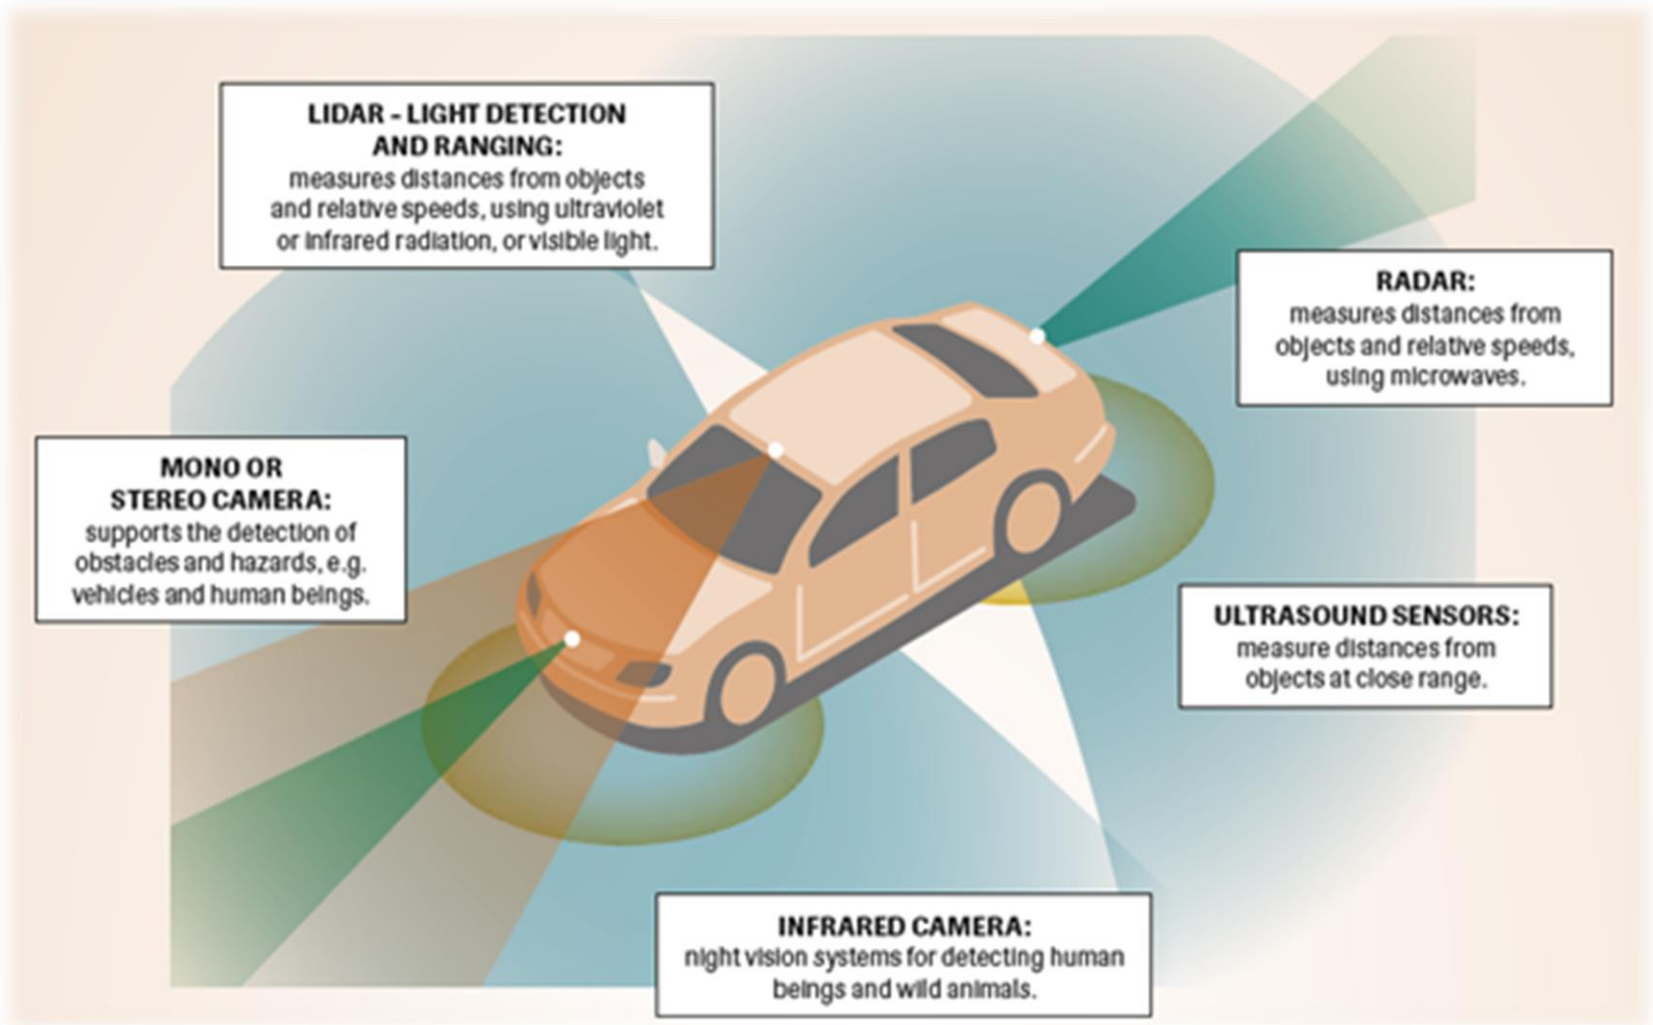 LIDAR – LIGHT DETECTION
AND RANGING:
measures distances from objects
and relative speeds, using ultraviolet
or infrared radiation, or visible light.
RADAR:
measures distances from
objects and relative speeds,
using microwaves.
MONO OR
STEREO CAMERA:
supports the detection of
obstacles and hazards, e.g.
vehicles and human beings.
ULTRASOUND SENSORS:
measure distances from
objects at close range.
INFRARED CAMERA:
night vision systems for detecting human
beings and wild animals.